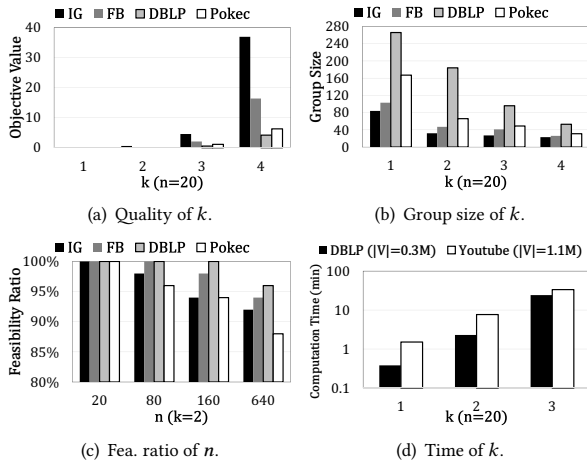 IG FB DBLP Pokec
Objective Value
40
30
20
10
0
1 2 3 4
k (n=20)
(a) Quality of k.
IG FB DBLP Pokec
Group Size
280
240
200
160
120
80
40
0
1 2 3 4
k (n=20)
(b) Group size of k.
IG FB DBLP Pokec
Feasibility Ratio
100%
95%
90%
85%
80%
20 80 160 640
n (k=2)
(c) Fea. ratio of n.
DBLP (|V|=0.3M) Youtube (|V|=1.1M)
Computation Time (min)
100
10
1
0.1
1 2 3
k (n=20)
(d) Time of k.